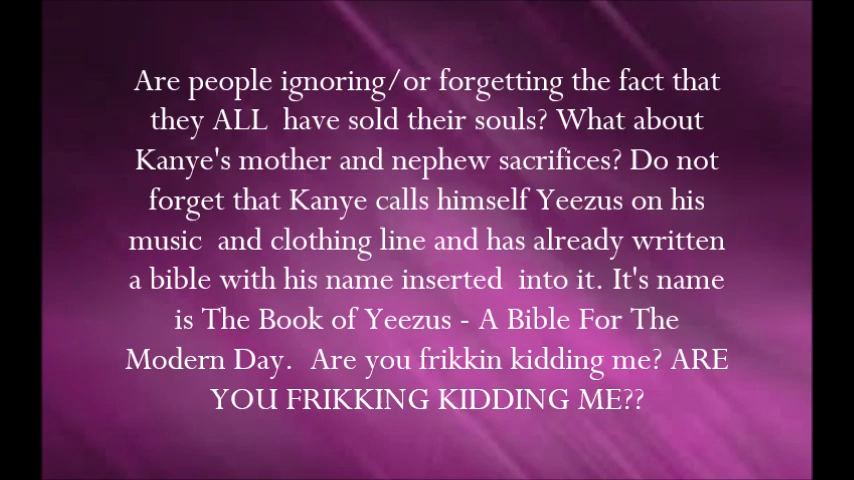 Are people ignoring/or forgetting the fact that
they ALL have sold their souls? What about
Kanye's mother and nephew sacrifices? Do not
forget that Kanye calls himself Yeezus on his
music and clothing line and has already written
a bible with his name inserted into it. It's name
is The Book of Yeezus - A Bible For The
Modern Day. Are you frikkin kidding me? ARE
YOU FRIKKING KIDDING ME??